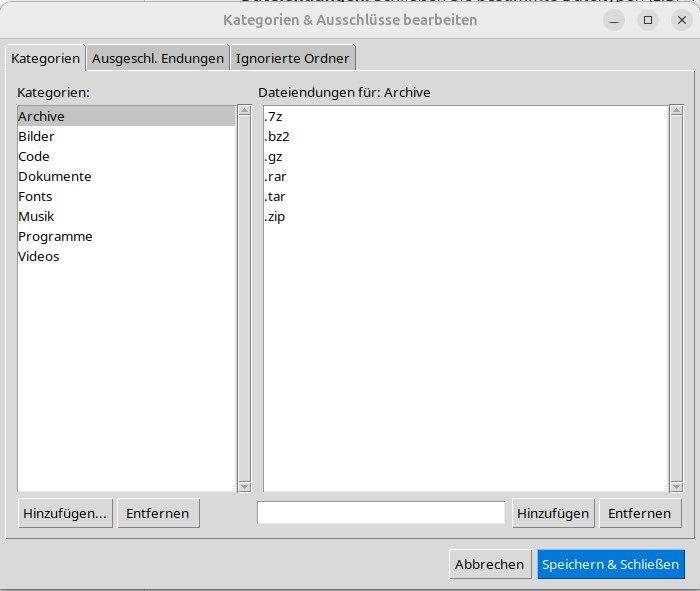 Kategorien & Ausschlüsse bearbeiten
Kategorien Ausgeschl. Endungen Ignorierte Ordner
Kategorien: Dateiendungen für: Archive
Archive
Bilder
Code
Dokumente
Fonts
Musik
Programme
Videos
.7z
.bz2
.gz
.rar
.tar
.zip
Hinzufügen... Entfernen Hinzufügen Entfernen
Abbrechen Speichern & Schließen